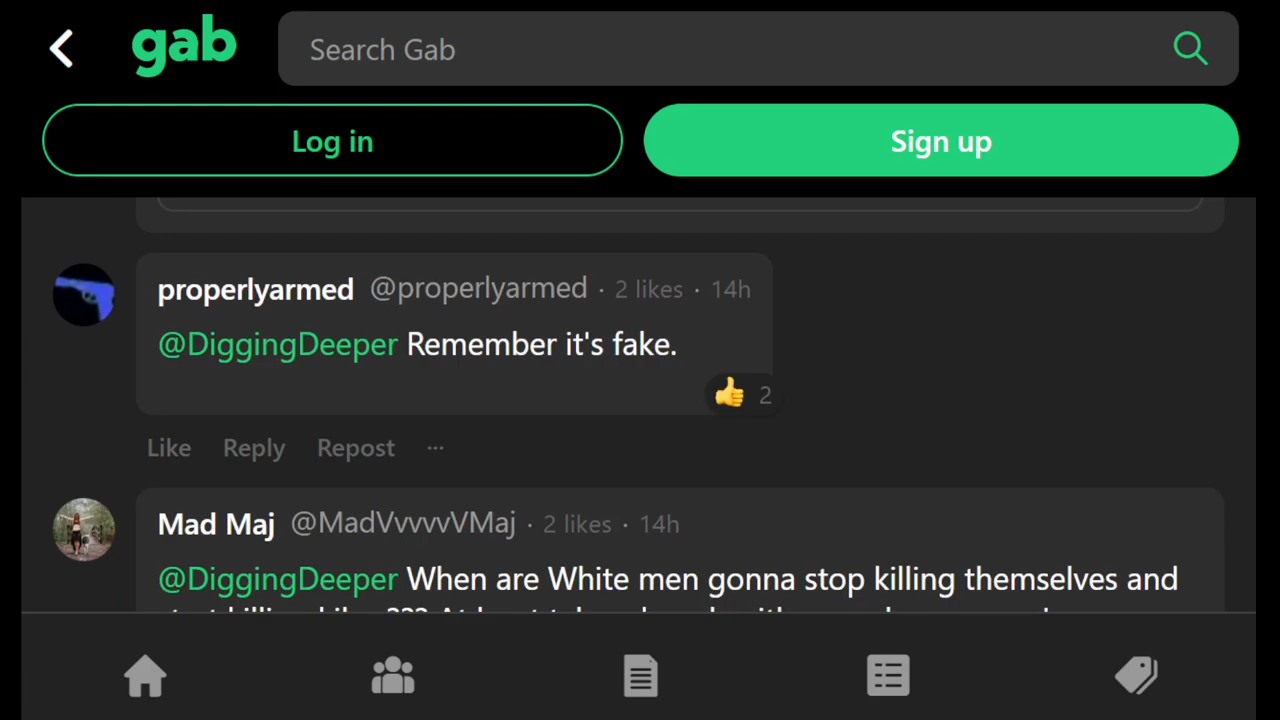 gab
Search Gab
Log in
Sign up
properlyarmed @properlyarmed · 2 likes · 14h
@DiggingDeeper Remember it's fake.
👍 2
Like Reply Repost ···
Mad Maj @MadVvvvvVMaj · 2 likes · 14h
@DiggingDeeper When are White men gonna stop killing themselves and